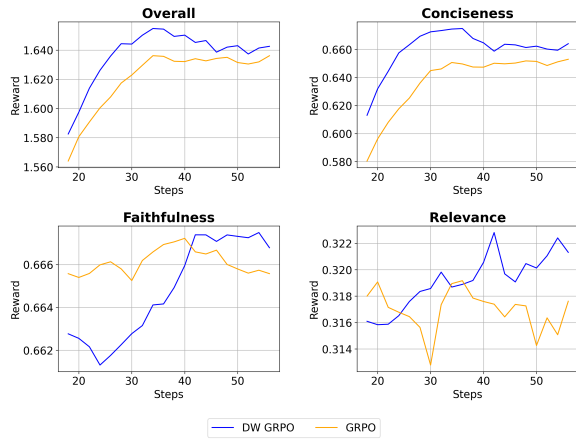 Overall
Reward
1.640
1.620
1.600
1.580
1.560
20 30 40 50
Steps
Conciseness
Reward
0.660
0.640
0.620
0.600
0.580
20 30 40 50
Steps
Faithfulness
Reward
0.666
0.664
0.662
20 30 40 50
Steps
Relevance
Reward
0.322
0.320
0.318
0.316
0.314
20 30 40 50
Steps
DW GRPO GRPO